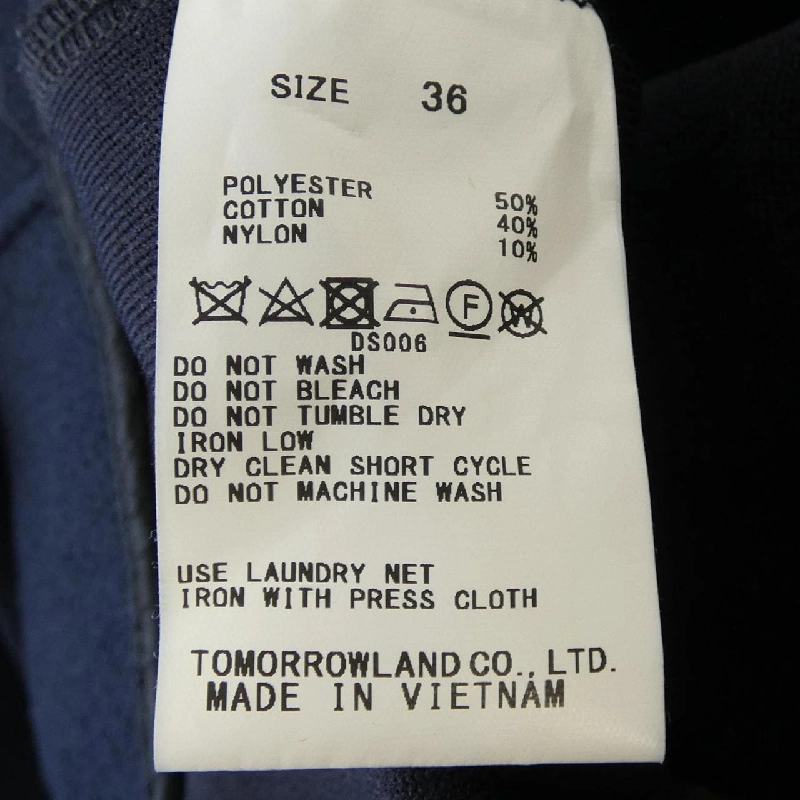 SIZE 36
POLYESTER 50%
COTTON 40%
NYLON 10%
F W
DS006
DO NOT WASH
DO NOT BLEACH
DO NOT TUMBLE DRY
IRON LOW
DRY CLEAN SHORT CYCLE
DO NOT MACHINE WASH
USE LAUNDRY NET
IRON WITH PRESS CLOTH
TOMORROWLAND CO., LTD.
MADE IN VIETNAM